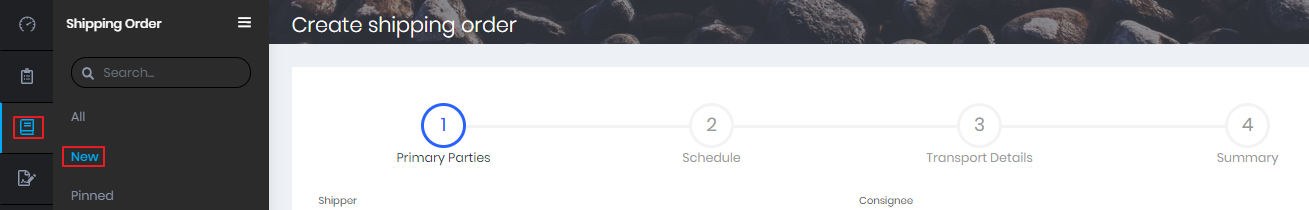 Shipping Order
Create shipping order
Search...
All
New
Pinned
1
2
3
4
Primary Parties
Schedule
Transport Details
Summary
Shipper
Consignee